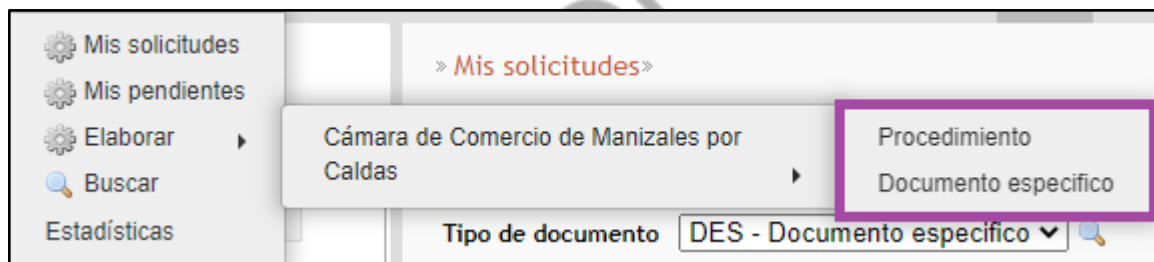 Mis solicitudes
Mis pendientes
Elaborar
Buscar
Estadísticas
» Mis solicitudes»
Cámara de Comercio de Manizales por
Caldas
Procedimiento
Documento especifico
Tipo de documento DES - Documento especifico